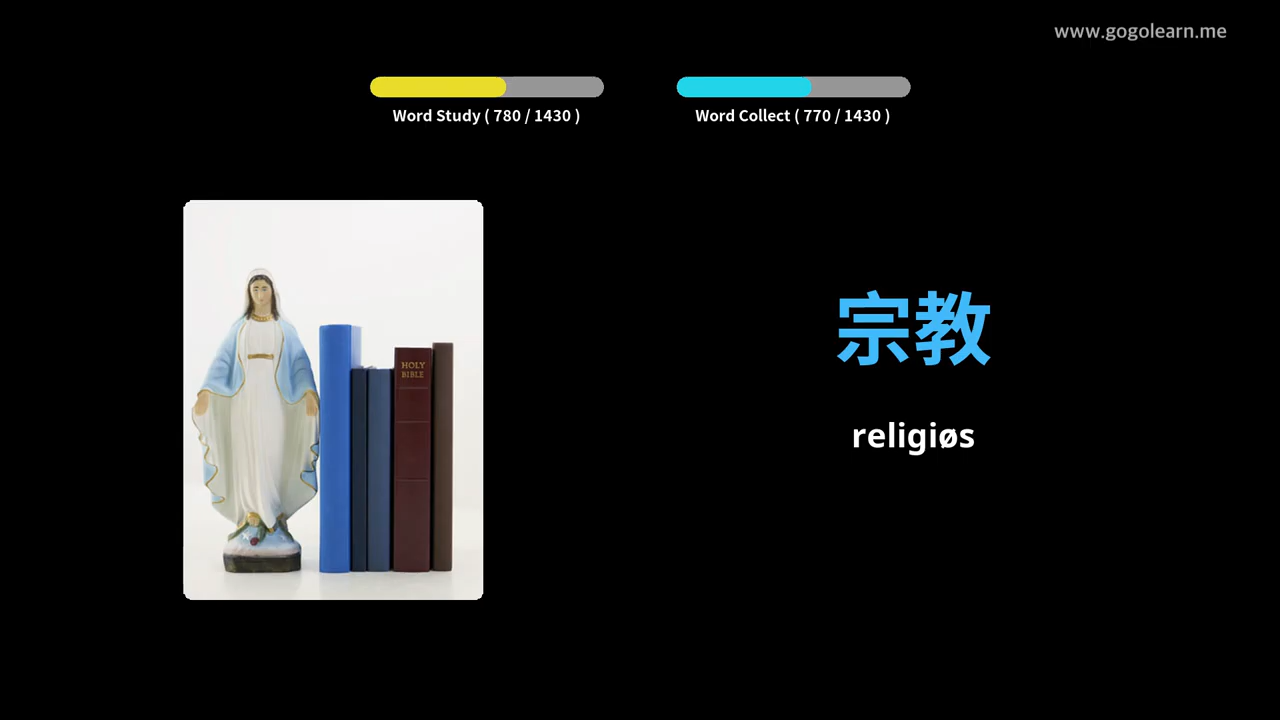 www.gogolearn.me
Word Study ( 780 / 1430 )
Word Collect ( 770 / 1430 )
HOLY
BIBLE
宗教
religiøs